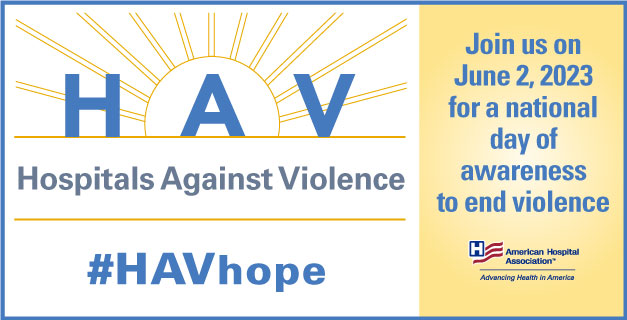 H A V
Hospitals Against Violence
#HAVhope
Join us on
June 2, 2023
for a national
day of
awareness
to end violence
H
American Hospital
Association™
Advancing Health in America